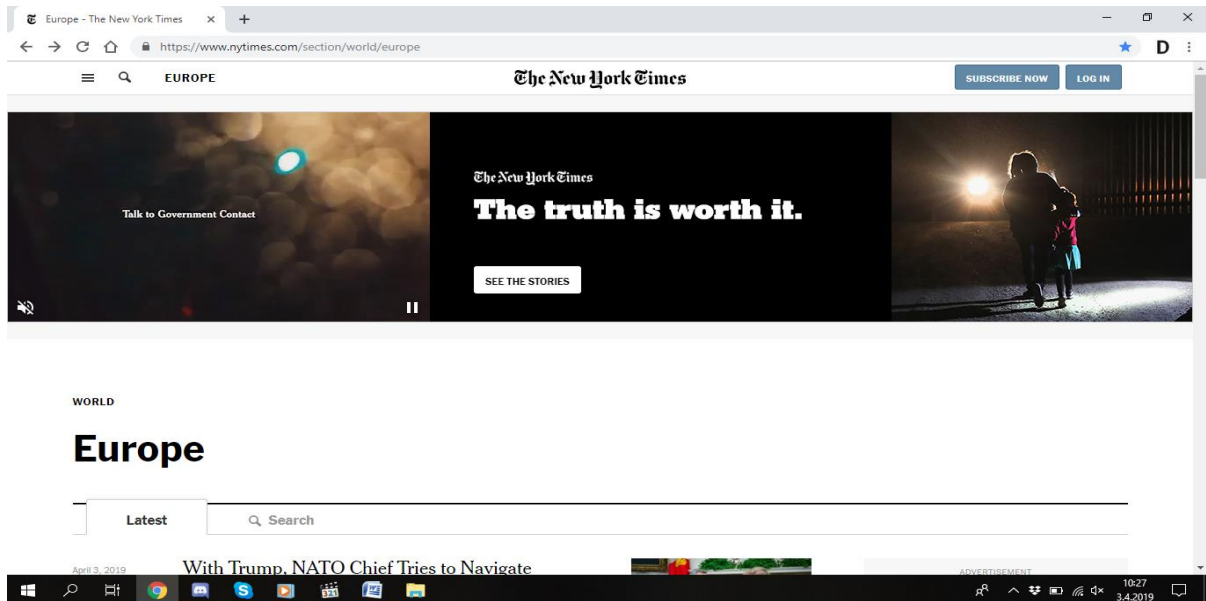 Europe - The New York Times
https://www.nytimes.com/section/world/europe
D
EUROPE
The New York Times
SUBSCRIBE NOW
LOG IN
Talk to Government Contact
The New York Times
The truth is worth it.
SEE THE STORIES
WORLD
Europe
Latest
Search
April 3, 2019
With Trump, NATO Chief Tries to Navigate
ADVERTISEMENT
321
10:27
3.4.2019